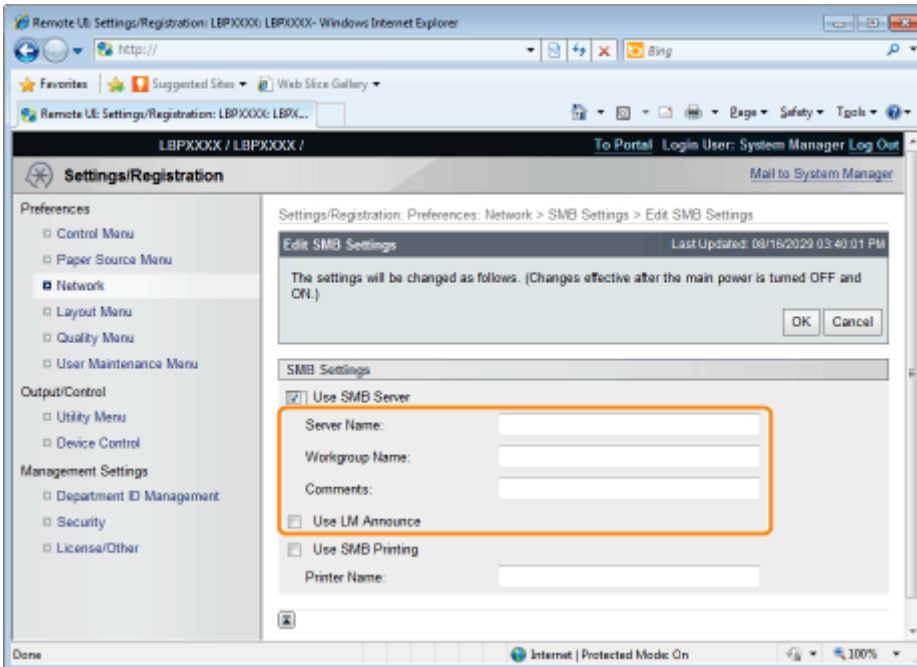 Remote UI: Settings/Registration: LBPXXXX: LBPXXXX- Windows Internet Explorer
http://
Bing
Favorites Suggested Sites Web Slice Gallery
Remote UI: Settings/Registration: LBPXXXX: LBPX...
Page Safety Tools
LBPXXXX / LBPXXXX /
To Portal Login User: System Manager Log Out
Settings/Registration
Mail to System Manager
Preferences
Control Menu
Paper Source Menu
Network
Layout Menu
Quality Menu
User Maintenance Menu
Output/Control
Utility Menu
Device Control
Management Settings
Department ID Management
Security
License/Other
Settings/Registration: Preferences: Network > SMB Settings > Edit SMB Settings
Edit SMB Settings
Last Updated: 08/16/2029 03:40:01 PM
The settings will be changed as follows. (Changes effective after the main power is turned OFF and
ON.)
OK Cancel
SMB Settings
Use SMB Server
Server Name:
Workgroup Name:
Comments:
Use LM Announce
Use SMB Printing
Printer Name:
Done
Internet | Protected Mode: On
100%